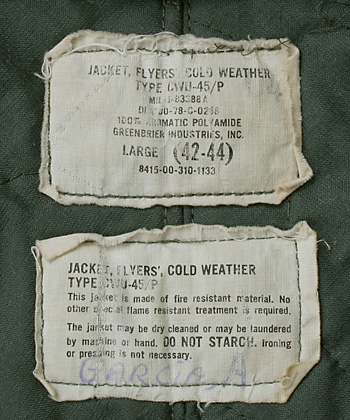 JACKET, FLYERS', COLD WEATHER
TYPE CWU-45/P
MIL-J-83388A
100% AROMATIC POLYAMIDE
GREENBRIER INDUSTRIES, INC.
LARGE (42-44)
8415-00-310-1133
JACKET, FLYERS', COLD WEATHER
TYPE CWU-45/P
This jacket is made of fire resistant material. No
other special flame resistant treatment is required.
The jacket may be dry cleaned or may be laundered
by machine or hand. DO NOT STARCH. Ironing
or pressing is not necessary.
GARCIA, A